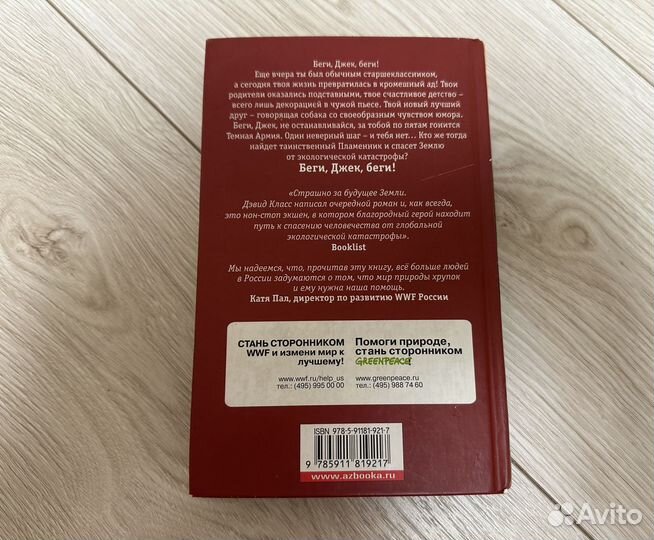 Беги, Джек, беги!
Еще вчера ты был обычным старшеклассником,
а сегодня твоя жизнь превратилась в кромешный ад! Твои
родители оказались подставными, твое счастливое детство –
всего лишь декорацией в чужой пьесе. Твой новый лучший
друг – говорящая собака со своеобразным чувством юмора.
Беги, Джек, не останавливайся, за тобой по пятам гонится
Темная Армия. Один неверный шаг – и тебя нет... Кто же тогда
найдет таинственный Пламенник и спасет Землю
от экологической катастрофы?
Беги, Джек, беги!
«Страшно за будущее Земли.
Дэвид Класс написал очередной роман и, как всегда,
это нон-стоп экшен, в котором благородный герой находит
путь к спасению человечества от глобальной
экологической катастрофы».
Booklist
Мы надеемся, что, прочитав эту книгу, всё больше людей
в России задумаются о том, что мир природы хрупок
и ему нужна наша помощь.
Катя Пал, директор по развитию WWF России
СТАНЬ СТОРОННИКОМ
WWF и измени мир к
лучшему!
www.wwf.ru/help_us
тел.: (495) 995 00 00
Помоги природе,
стань сторонником
GREENPEACE!
www.greenpeace.ru
тел.: (495) 988 74 60
ISBN 978-5-91181-921-7
9 785911 819217
www.azbooka.ru
Avito